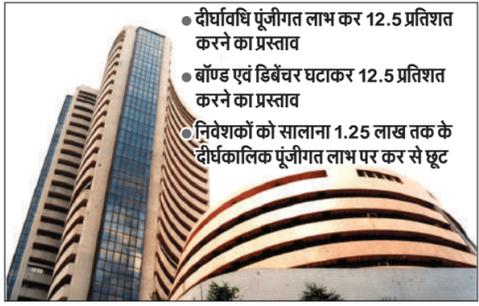 ● दीर्घावधि पूंजीगत लाभ कर 12.5 प्रतिशत
करने का प्रस्ताव
● बॉण्ड एवं डिबेंचर घटाकर 12.5 प्रतिशत
करने का प्रस्ताव
● निवेशकों को सालाना 1.25 लाख तक के
दीर्घकालिक पूंजीगत लाभ पर कर से छूट